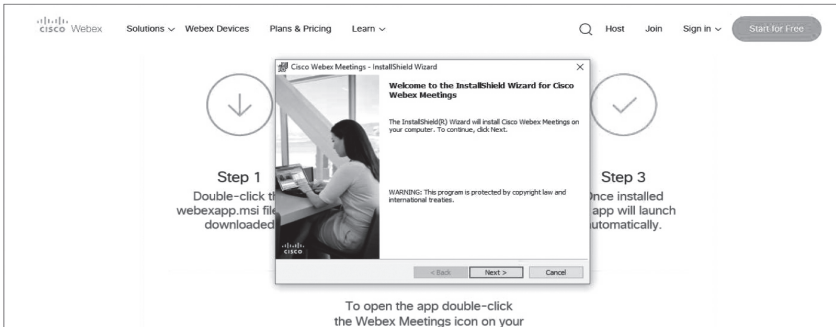 cisco Webex Solutions Webex Devices Plans & Pricing Learn Host Join Sign in Start for Free
Cisco Webex Meetings - InstallShield Wizard
Welcome to the InstallShield Wizard for Cisco
Webex Meetings
The InstallShield(R) Wizard will install Cisco Webex Meetings on
your computer. To continue, click Next.
WARNING: This program is protected by copyright law and
international treaties.
CISCO
< Back Next > Cancel
Step 1
Double-click
webexapp.msi
downloaded
Step 3
installed
app will launch
To open the app double-click
the Webex Meetings icon on your